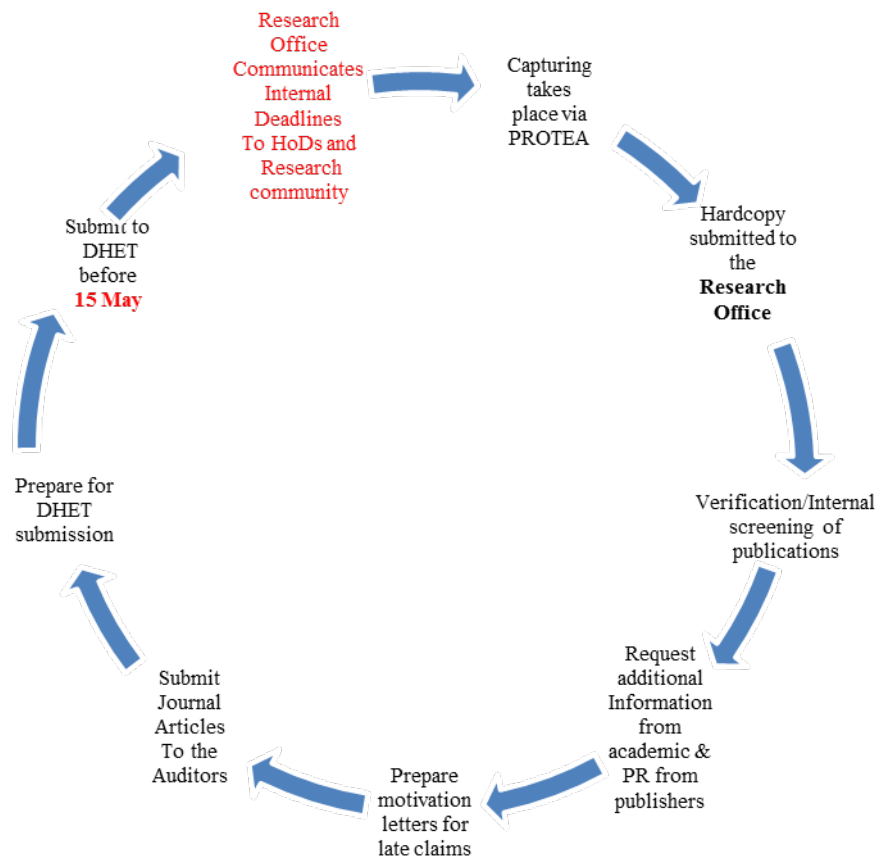 Research
Office
Communicates
Internal
Deadlines
To HoDs and
Research
community
Capturing
takes
place via
PROTEA
Hardcopy
submitted to
the
Research
Office
Verification/Internal
screening of
publications
Request
additional
Information
from
academic &
PR from
publishers
Prepare
motivation
letters for
late claims
Submit
Journal
Articles
To the
Auditors
Prepare for
DHET
submission
Submit to
DHET
before
15 May